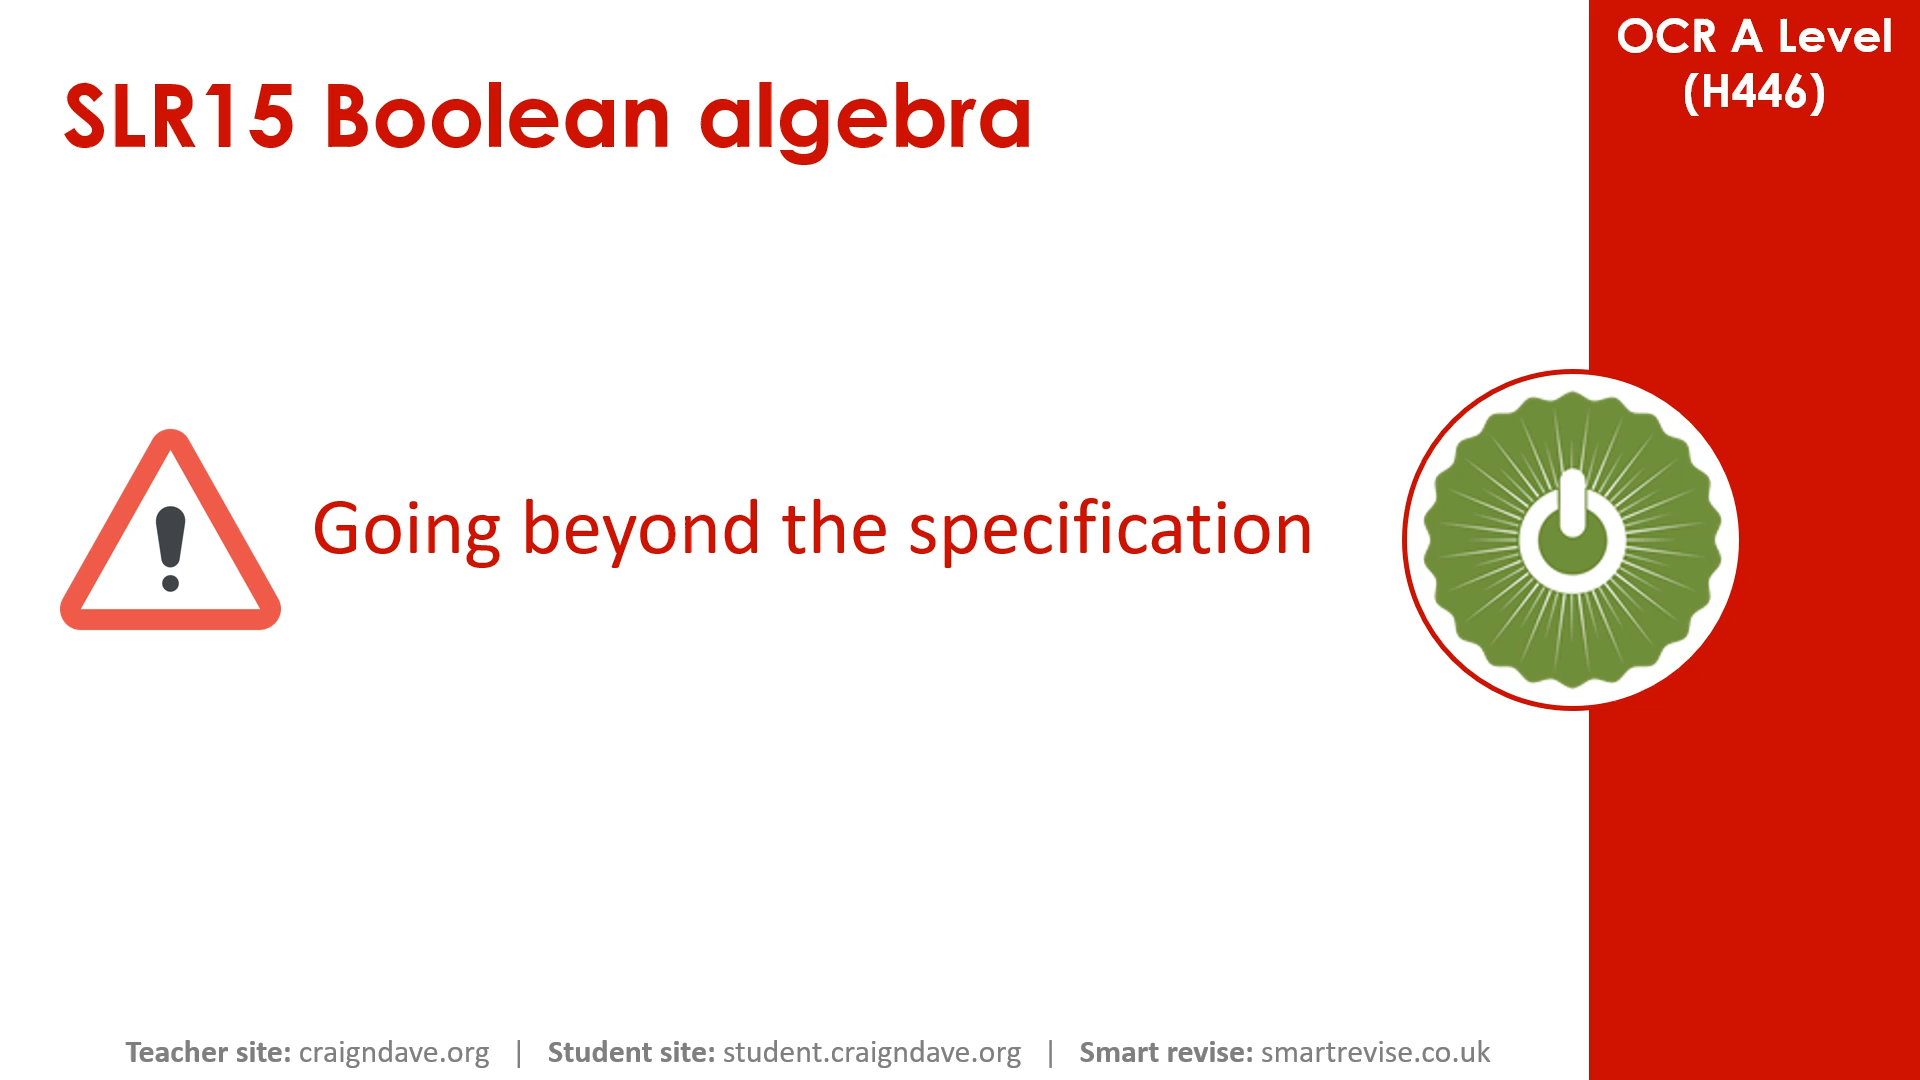 OCR A Level
(H446)
SLR15 Boolean algebra
Going beyond the specification
Teacher site: craigndave.org | Student site: student.craigndave.org | Smart revise: smartrevise.co.uk